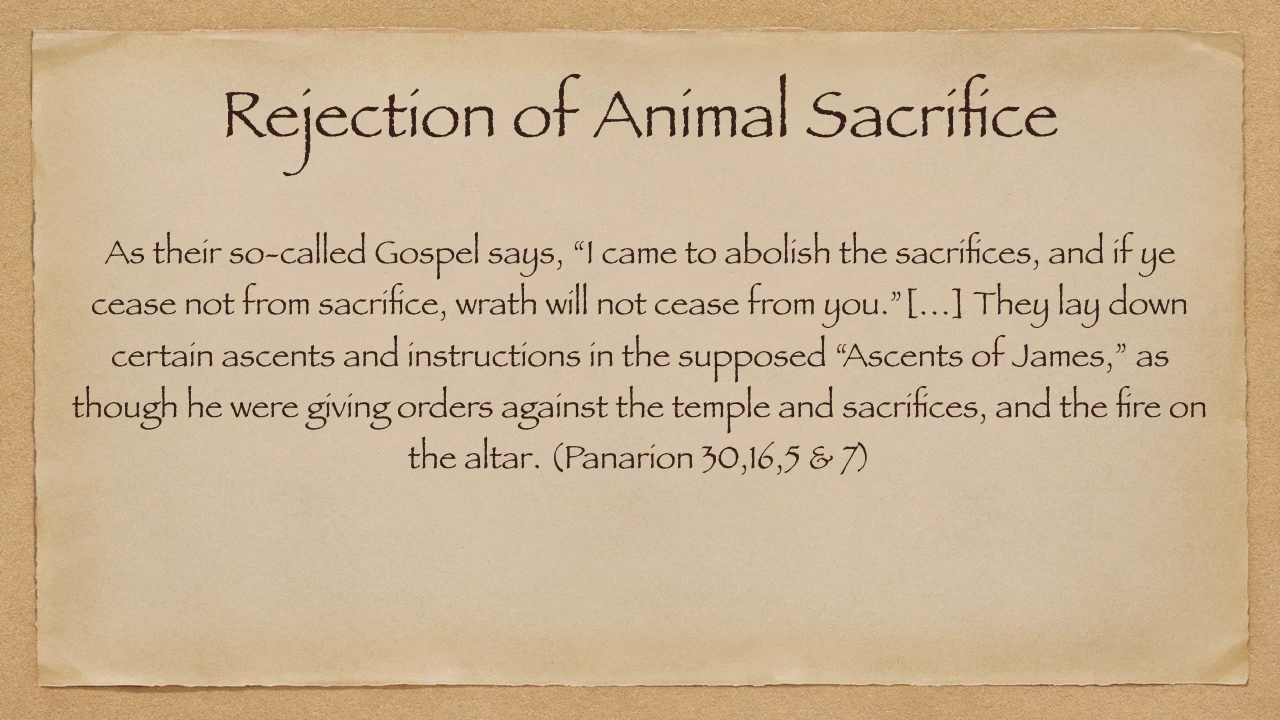 Rejection of Animal Sacrifice
As their so-called Gospel says, “I came to abolish the sacrifices, and if ye
cease not from sacrifice, wrath will not cease from you.” […] They lay down
certain ascents and instructions in the supposed “Ascents of James,” as
though he were giving orders against the temple and sacrifices, and the fire on
the altar. (Panarion 30,16,5 & 7)